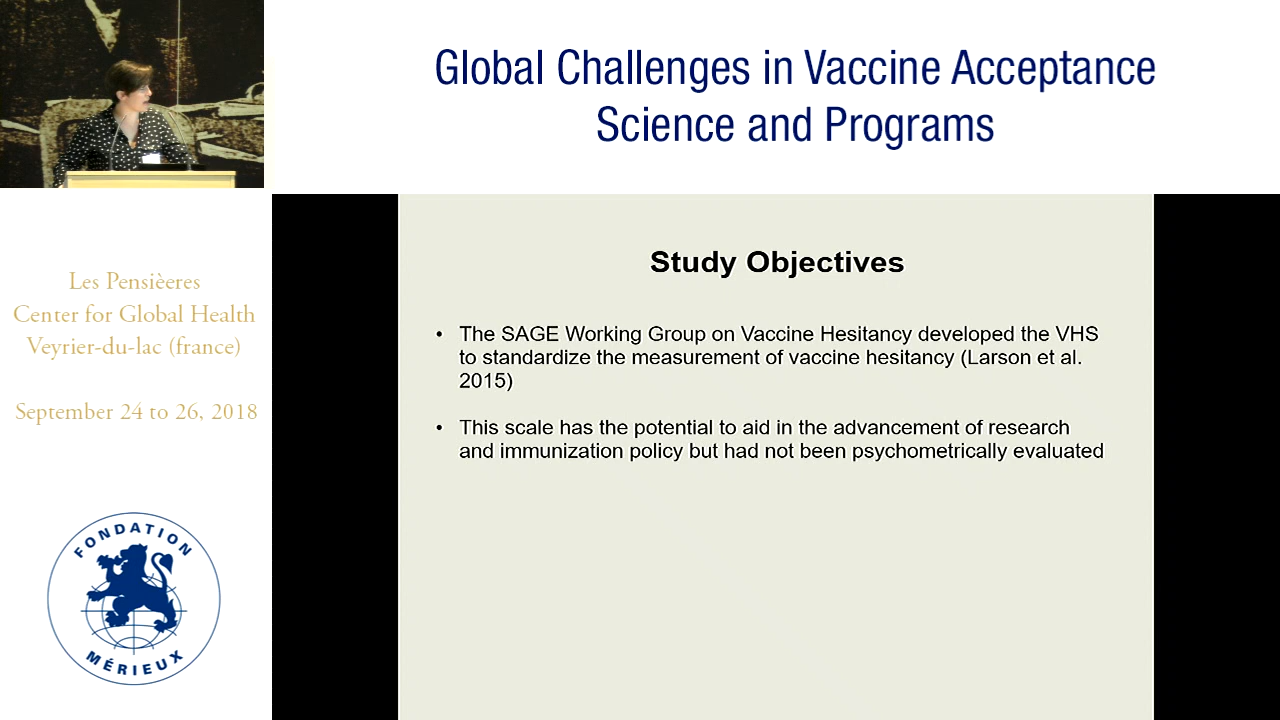 Global Challenges in Vaccine Acceptance
Science and Programs
Les Pensièeres
Center for Global Health
Veyrier-du-lac (france)
September 24 to 26, 2018
FONDATION
MÉRIEUX
Study Objectives
• The SAGE Working Group on Vaccine Hesitancy developed the VHS
to standardize the measurement of vaccine hesitancy (Larson et al.
2015)
• This scale has the potential to aid in the advancement of research
and immunization policy but had not been psychometrically evaluated